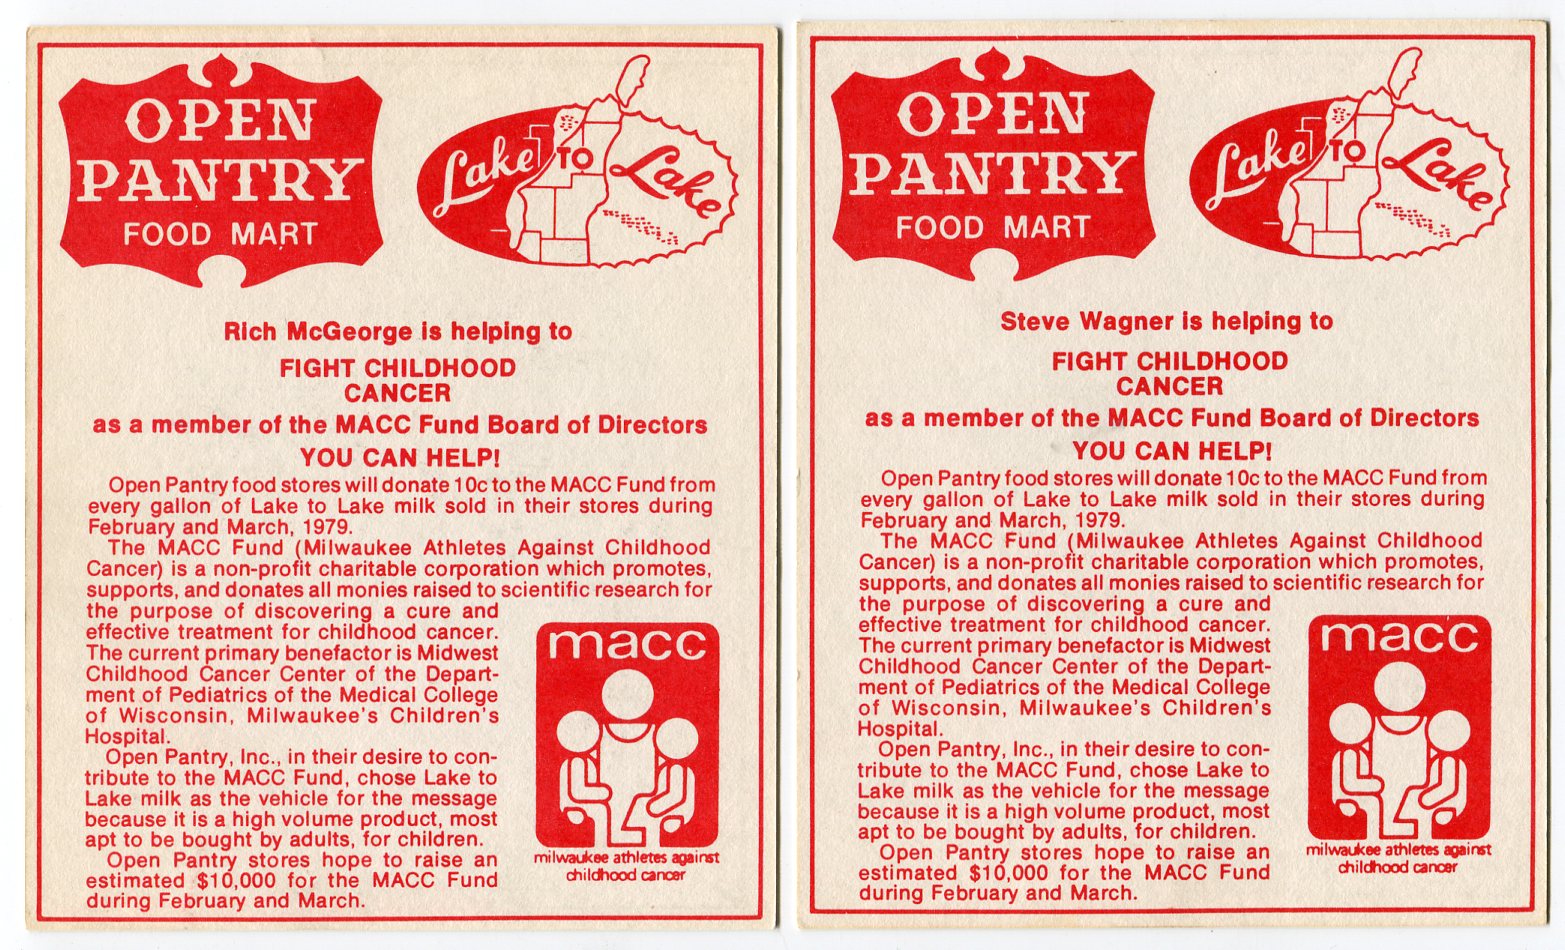 OPEN
PANTRY
FOOD MART
Lake TO Lake
Rich McGeorge is helping to
FIGHT CHILDHOOD
CANCER
as a member of the MACC Fund Board of Directors
YOU CAN HELP!
Open Pantry food stores will donate 10c to the MACC Fund from
every gallon of Lake to Lake milk sold in their stores during
February and March, 1979.
The MACC Fund (Milwaukee Athletes Against Childhood
Cancer) is a non-profit charitable corporation which promotes,
supports, and donates all monies raised to scientific research for
the purpose of discovering a cure and
effective treatment for childhood cancer.
The current primary benefactor is Midwest
Childhood Cancer Center of the Depart-
ment of Pediatrics of the Medical College
of Wisconsin, Milwaukee's Children's
Hospital.
Open Pantry, Inc., in their desire to con-
tribute to the MACC Fund, chose Lake to
Lake milk as the vehicle for the message
because it is a high volume product, most
apt to be bought by adults, for children.
Open Pantry stores hope to raise an
estimated $10,000 for the MACC Fund
during February and March.
macc
milwaukee athletes against
childhood cancer
OPEN
PANTRY
FOOD MART
Lake TO Lake
Steve Wagner is helping to
FIGHT CHILDHOOD
CANCER
as a member of the MACC Fund Board of Directors
YOU CAN HELP!
Open Pantry food stores will donate 10c to the MACC Fund from
every gallon of Lake to Lake milk sold in their stores during
February and March, 1979.
The MACC Fund (Milwaukee Athletes Against Childhood
Cancer) is a non-profit charitable corporation which promotes,
supports, and donates all monies raised to scientific research for
the purpose of discovering a cure and
effective treatment for childhood cancer.
The current primary benefactor is Midwest
Childhood Cancer Center of the Depart-
ment of Pediatrics of the Medical College
of Wisconsin, Milwaukee's Children's
Hospital.
Open Pantry, Inc., in their desire to con-
tribute to the MACC Fund, chose Lake to
Lake milk as the vehicle for the message
because it is a high volume product, most
apt to be bought by adults, for children.
Open Pantry stores hope to raise an
estimated $10,000 for the MACC Fund
during February and March.
macc
milwaukee athletes against
childhood cancer